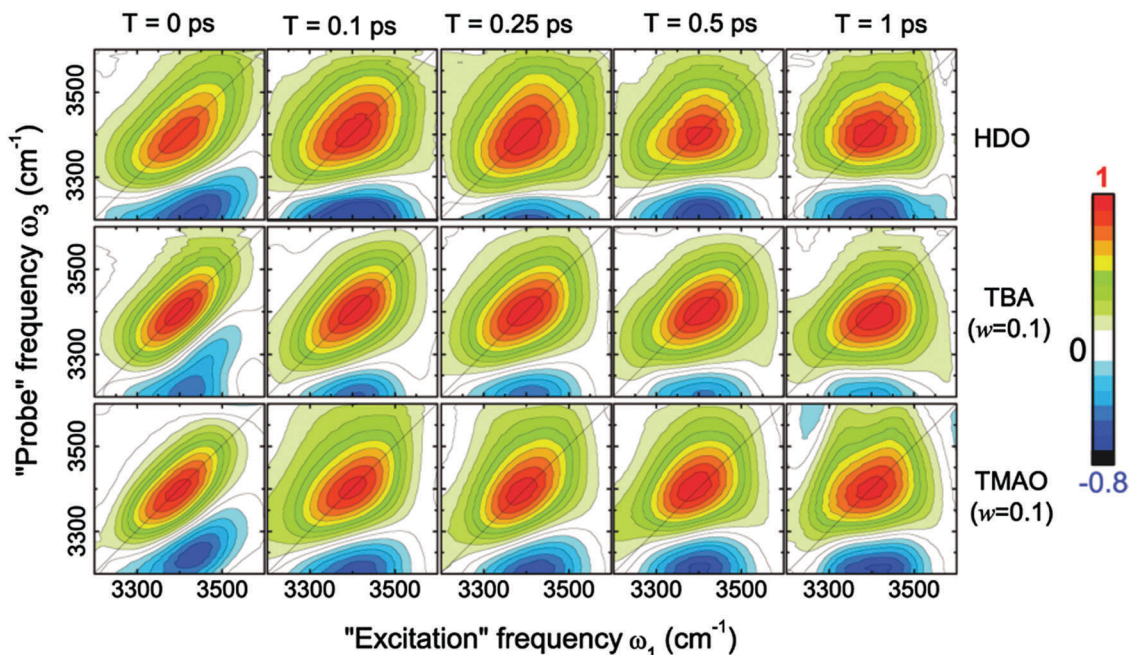 T = 0 ps T = 0.1 ps T = 0.25 ps T = 0.5 ps T = 1 ps
3500
3300
HDO
1
"Probe" frequency ω3 (cm-1)
3500
3300
TBA
(w=0.1)
0
3500
3300
TMAO
(w=0.1)
-0.8
3300 3500 3300 3500 3300 3500 3300 3500 3300 3500
"Excitation" frequency ω1 (cm-1)